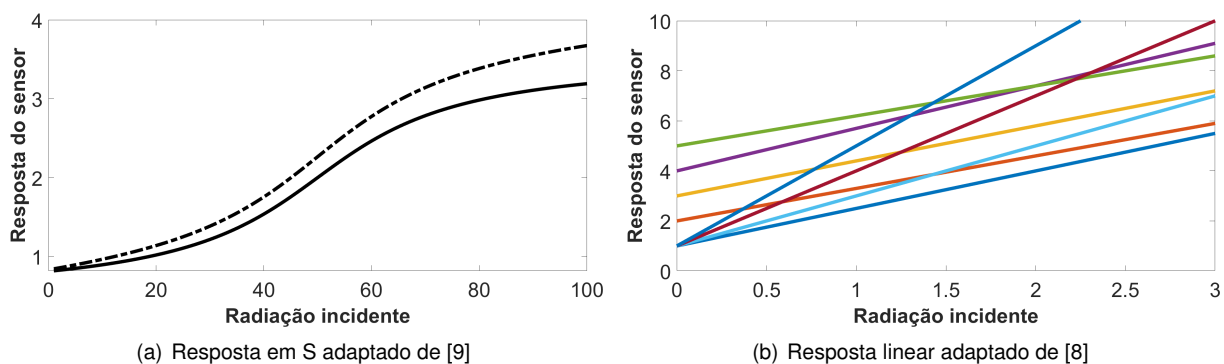 4
3
2
1
Resposta do sensor
0 20 40 60 80 100
Radiação incidente
(a) Resposta em S adaptado de [9]
10
8
6
4
2
0
Resposta do sensor
0 0.5 1 1.5 2 2.5 3
Radiação incidente
(b) Resposta linear adaptado de [8]